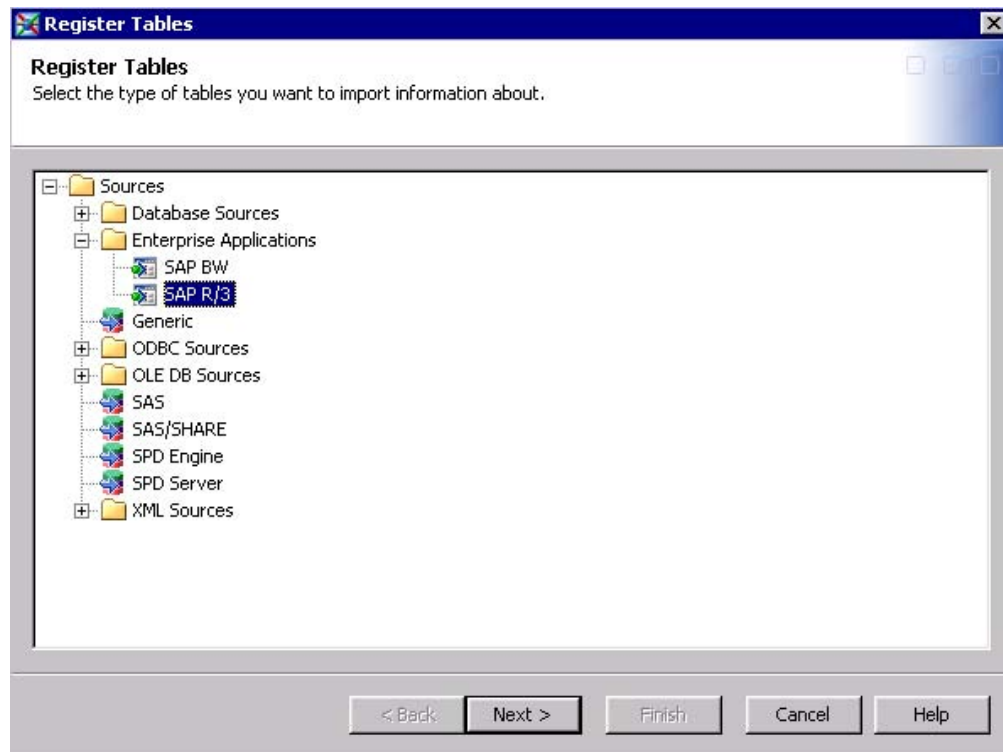 Register Tables
Register Tables
Select the type of tables you want to import information about.
Sources
Database Sources
Enterprise Applications
SAP BW
SAP R/3
Generic
ODBC Sources
OLE DB Sources
SAS
SAS/SHARE
SPD Engine
SPD Server
XML Sources
< Back Next > Finish Cancel Help